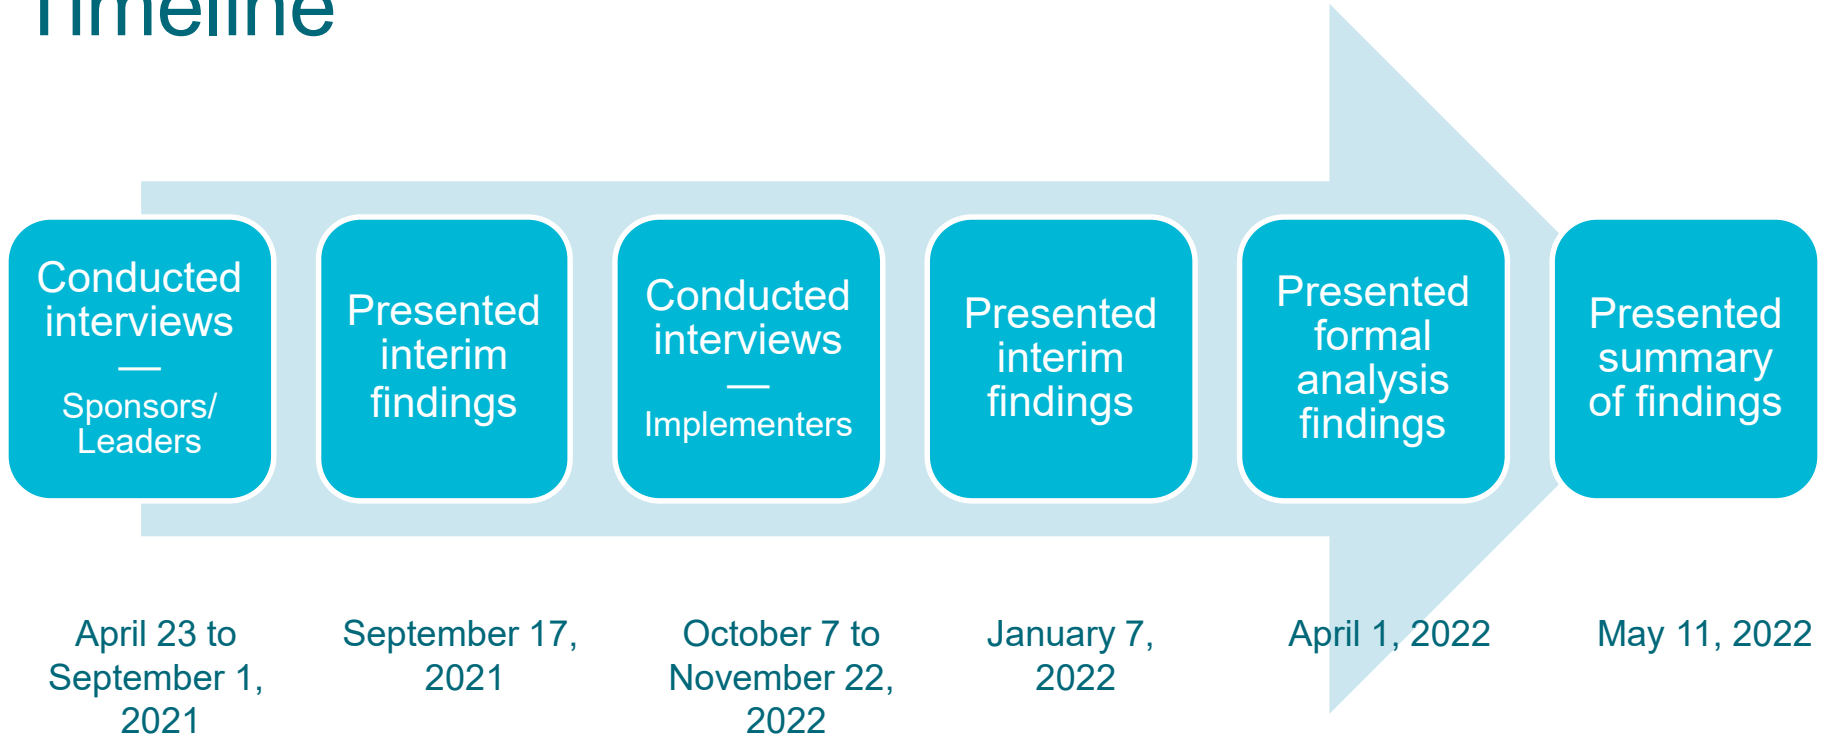 Timeline
Conducted
interviews
—
Sponsors/
Leaders
Presented
interim
findings
Conducted
interviews
—
Implementers
Presented
interim
findings
Presented
formal
analysis
findings
Presented
summary
of findings
April 23 to
September 1,
2021
September 17,
2021
October 7 to
November 22,
2022
January 7,
2022
April 1, 2022
May 11, 2022